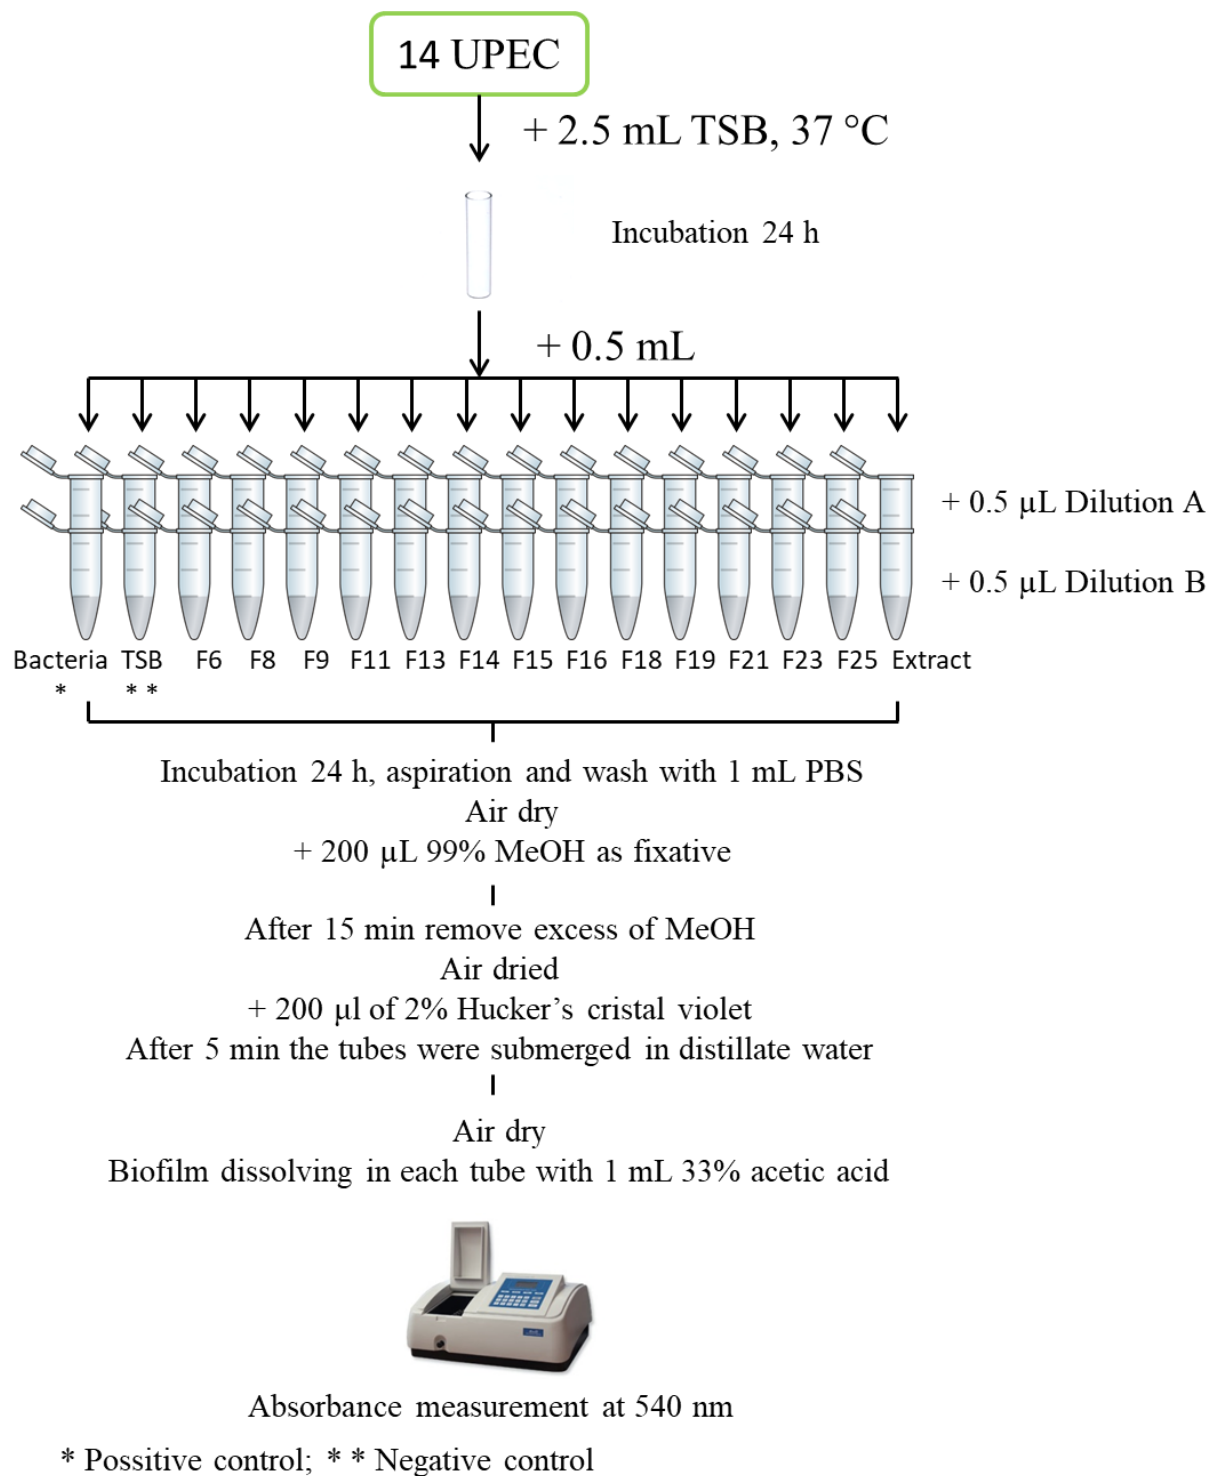 14 UPEC
+ 2.5 mL TSB, 37 °C
Incubation 24 h
+ 0.5 mL
+ 0.5 µL Dilution A
+ 0.5 µL Dilution B
Bacteria TSB F6 F8 F9 F11 F13 F14 F15 F16 F18 F19 F21 F23 F25 Extract
* * *
Incubation 24 h, aspiration and wash with 1 mL PBS
Air dry
+ 200 µL 99% MeOH as fixative
After 15 min remove excess of MeOH
Air dried
+ 200 µl of 2% Hucker’s cristal violet
After 5 min the tubes were submerged in distillate water
Air dry
Biofilm dissolving in each tube with 1 mL 33% acetic acid
Absorbance measurement at 540 nm
* Possitive control; * * Negative control